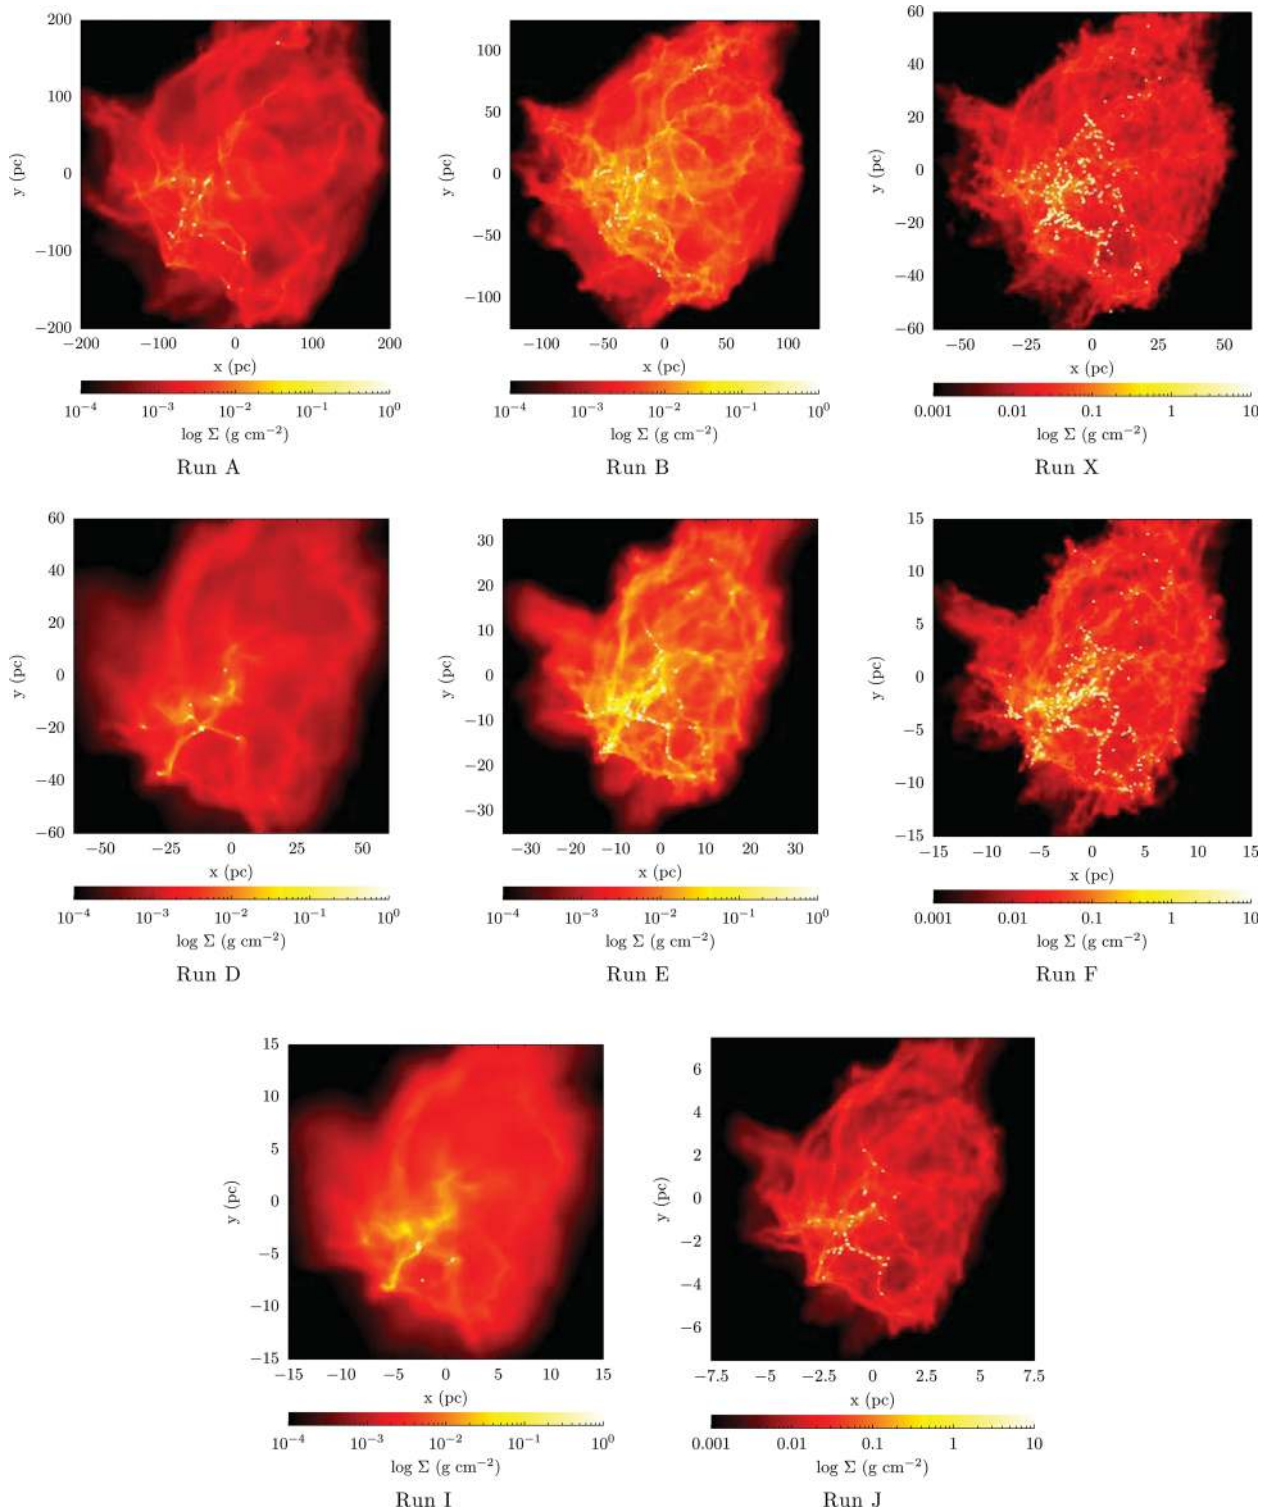 200
100
0
−100
−200
y (pc)
−200 −100 0 100 200
x (pc)
10⁻⁴ 10⁻³ 10⁻² 10⁻¹ 10⁰
log Σ (g cm⁻²)
Run A
100
50
0
−50
−100
y (pc)
−100 −50 0 50 100
x (pc)
10⁻⁴ 10⁻³ 10⁻² 10⁻¹ 10⁰
log Σ (g cm⁻²)
Run B
60
40
20
0
−20
−40
−60
y (pc)
−50 −25 0 25 50
x (pc)
0.001 0.01 0.1 1 10
log Σ (g cm⁻²)
Run X
60
40
20
0
−20
−40
−60
y (pc)
−50 −25 0 25 50
x (pc)
10⁻⁴ 10⁻³ 10⁻² 10⁻¹ 10⁰
log Σ (g cm⁻²)
Run D
30
20
10
0
−10
−20
−30
y (pc)
−30 −20 −10 0 10 20 30
x (pc)
10⁻⁴ 10⁻³ 10⁻² 10⁻¹ 10⁰
log Σ (g cm⁻²)
Run E
15
10
5
0
−5
−10
−15
y (pc)
−15 −10 −5 0 5 10 15
x (pc)
0.001 0.01 0.1 1 10
log Σ (g cm⁻²)
Run F
15
10
5
0
−5
−10
−15
y (pc)
−15 −10 −5 0 5 10 15
x (pc)
10⁻⁴ 10⁻³ 10⁻² 10⁻¹ 10⁰
log Σ (g cm⁻²)
Run I
6
4
2
0
−2
−4
−6
y (pc)
−7.5 −5 −2.5 0 2.5 5 7.5
x (pc)
0.001 0.01 0.1 1 10
log Σ (g cm⁻²)
Run J